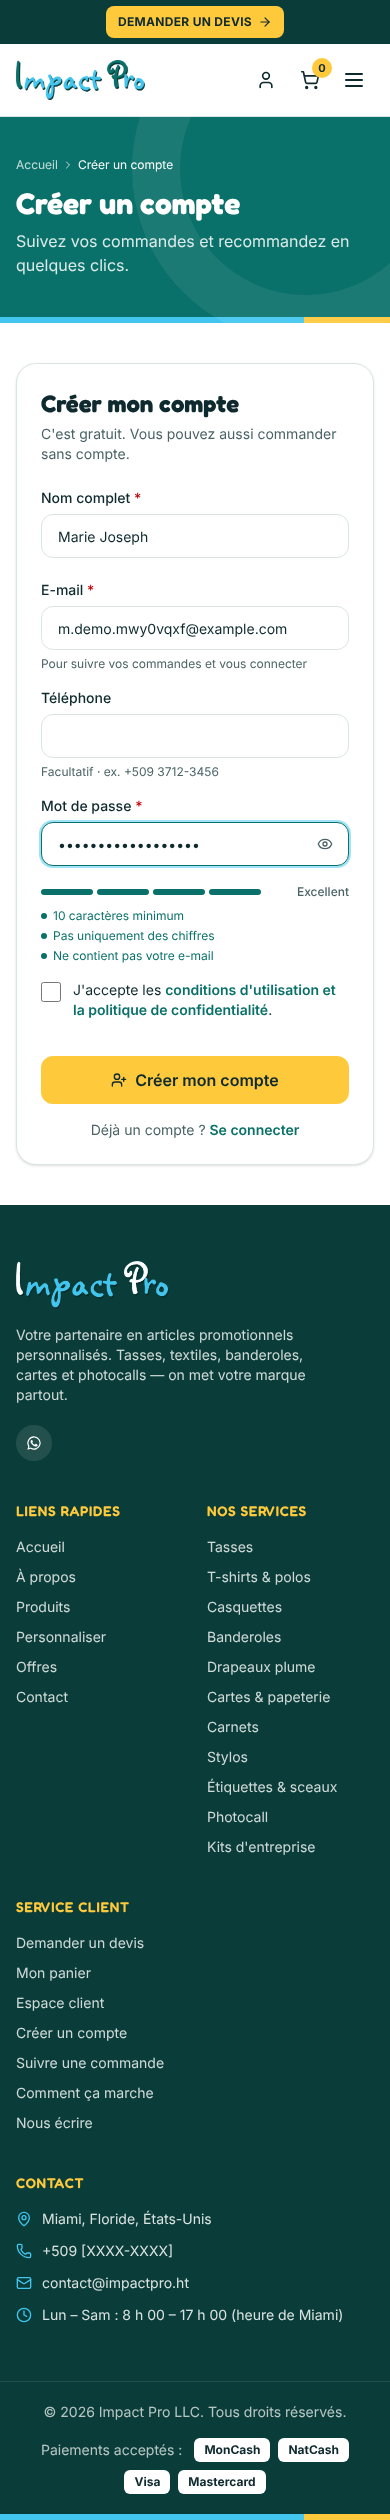 DEMANDER UN DEVIS
Impact Pro
0
Accueil
Créer un compte
Créer un compte
Suivez vos commandes et recommandez en
quelques clics.
Créer mon compte
C'est gratuit. Vous pouvez aussi commander
sans compte.
Nom complet *
Marie Joseph
E-mail *
m.demo.mwy0vqxf@example.com
Pour suivre vos commandes et vous connecter
Téléphone
Facultatif · ex. +509 3712-3456
Mot de passe *
••••••••••••••••••
Excellent
10 caractères minimum
Pas uniquement des chiffres
Ne contient pas votre e-mail
J'accepte les conditions d'utilisation et
la politique de confidentialité.
Créer mon compte
Déjà un compte ? Se connecter
Impact Pro
Votre partenaire en articles promotionnels
personnalisés. Tasses, textiles, banderoles,
cartes et photocalls — on met votre marque
partout.
LIENS RAPIDES
Accueil
À propos
Produits
Personnaliser
Offres
Contact
NOS SERVICES
Tasses
T-shirts & polos
Casquettes
Banderoles
Drapeaux plume
Cartes & papeterie
Carnets
Stylos
Étiquettes & sceaux
Photocall
Kits d'entreprise
SERVICE CLIENT
Demander un devis
Mon panier
Espace client
Créer un compte
Suivre une commande
Comment ça marche
Nous écrire
CONTACT
Miami, Floride, États-Unis
+509 [XXXX-XXXX]
contact@impactpro.ht
Lun – Sam : 8 h 00 – 17 h 00 (heure de Miami)
© 2026 Impact Pro LLC. Tous droits réservés.
Paiements acceptés : MonCash NatCash
Visa Mastercard